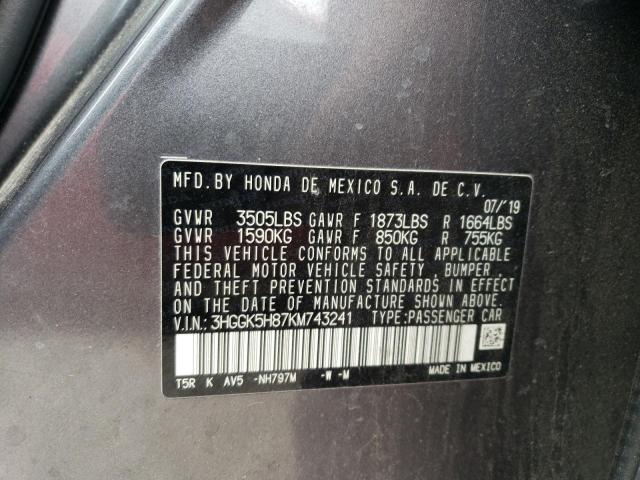 MFD.BY HONDA DE MEXICO S.A. DE C.V.
07/'19
GVWR 3505LBS GAWR F 1873LBS R 1664LBS
GVWR 1590KG GAWR F 850KG R 755KG
THIS VEHICLE CONFORMS TO ALL APPLICABLE
FEDERAL MOTOR VEHICLE SAFETY, BUMPER,
AND THEFT PREVENTION STANDARDS IN EFFECT
ON THE DATE OF MANUFACTURE SHOWN ABOVE.
V.I.N.: 3HGGK5H87KM743241 TYPE:PASSENGER CAR
T5R K AV5 -NH797M -W -M
MADE IN MEXICO